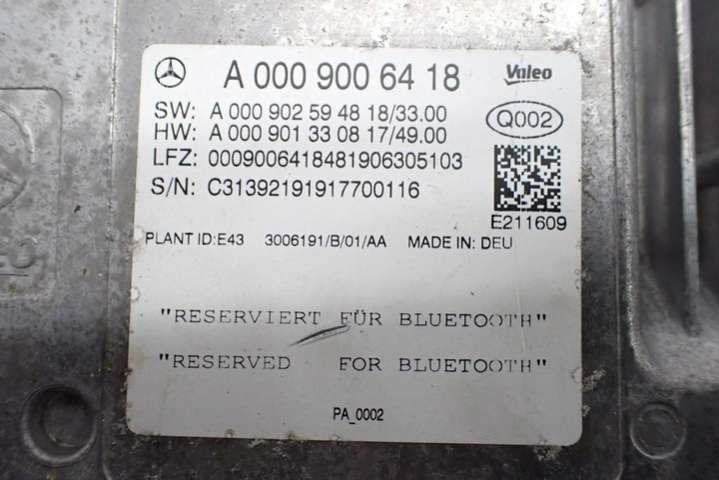 A 000 900 64 18
Valeo
SW: A 000 902 59 48 18/33.00
HW: A 000 901 33 08 17/49.00
Q002
LFZ: 00090064184819063051​03
S/N: C31392191917700116
E211609
PLANT ID:E43 3006191/B/01/AA MADE IN: DEU
"RESERVIERT FÜR BLUETOOTH"
"RESERVED FOR BLUETOOTH"
PA_0002